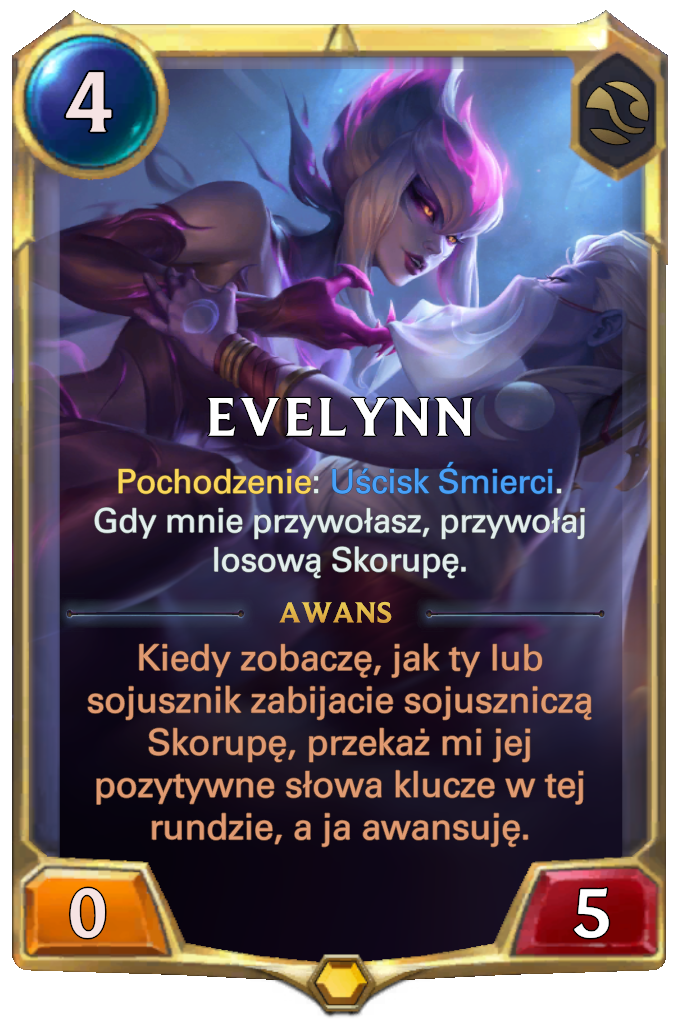 4
EVELYNN
Pochodzenie: Uścisk Śmierci.
Gdy mnie przywołasz, przywołaj
losową Skorupę.
AWANS
Kiedy zobaczę, jak ty lub
sojusznik zabijacie sojuszniczą
Skorupę, przekaż mi jej
pozytywne słowa klucze w tej
rundzie, a ja awansuję.
0
5